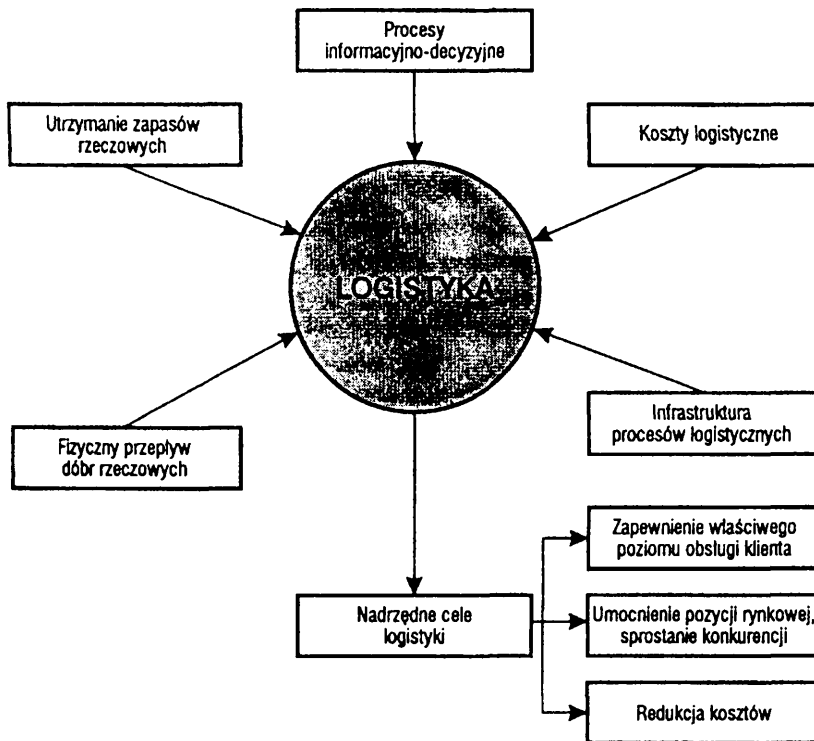 Procesy
informacyjno-decyzyjne
Utrzymanie zapasów
rzeczowych
Koszty logistyczne
LOGISTYKA
Fizyczny przepływ
dóbr rzeczowych
Infrastruktura
procesów logistycznych
Nadrzędne cele
logistyki
Zapewnienie właściwego
poziomu obsługi klienta
Umocnienie pozycji rynkowej,
sprostanie konkurencji
Redukcja kosztów